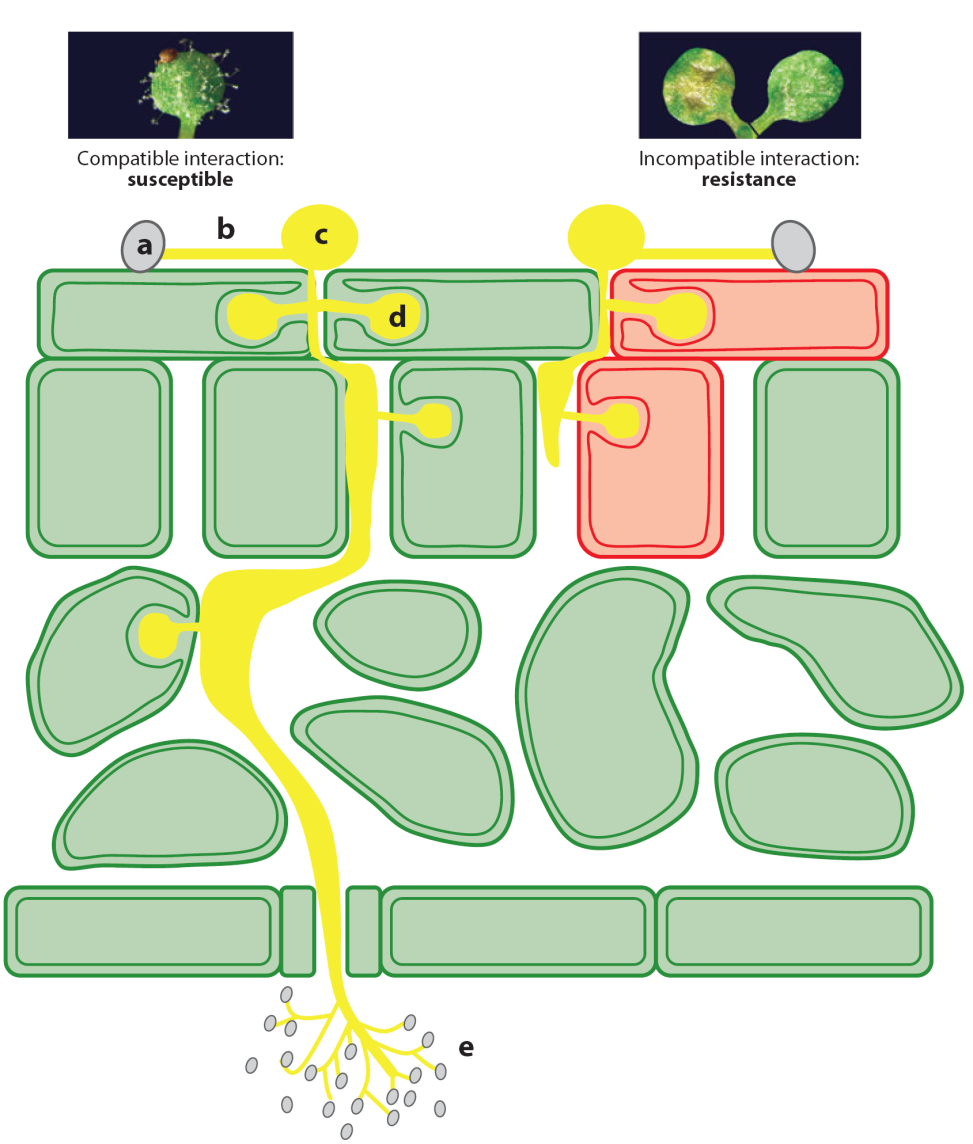 Compatible interaction:
susceptible
Incompatible interaction:
resistance
a
b
c
d
e